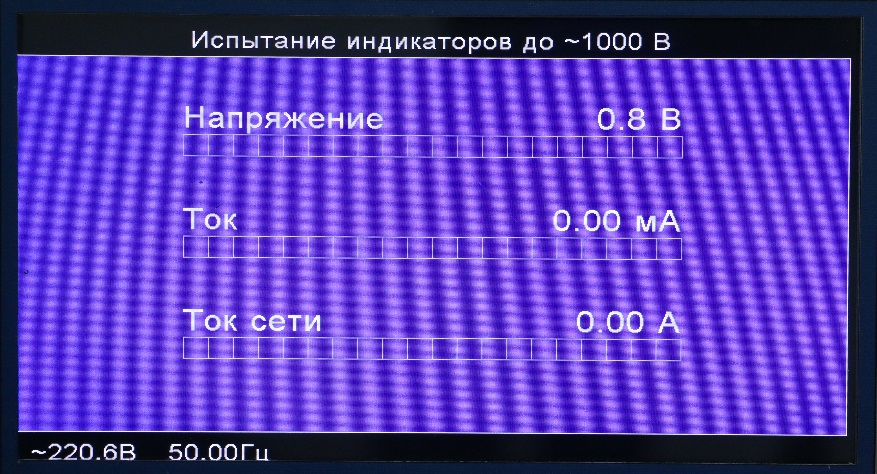 Испытание индикаторов до ~1000 В
Напряжение 0.8 В
Ток 0.00 мА
Ток сети 0.00 А
~220.6В 50.00Гц